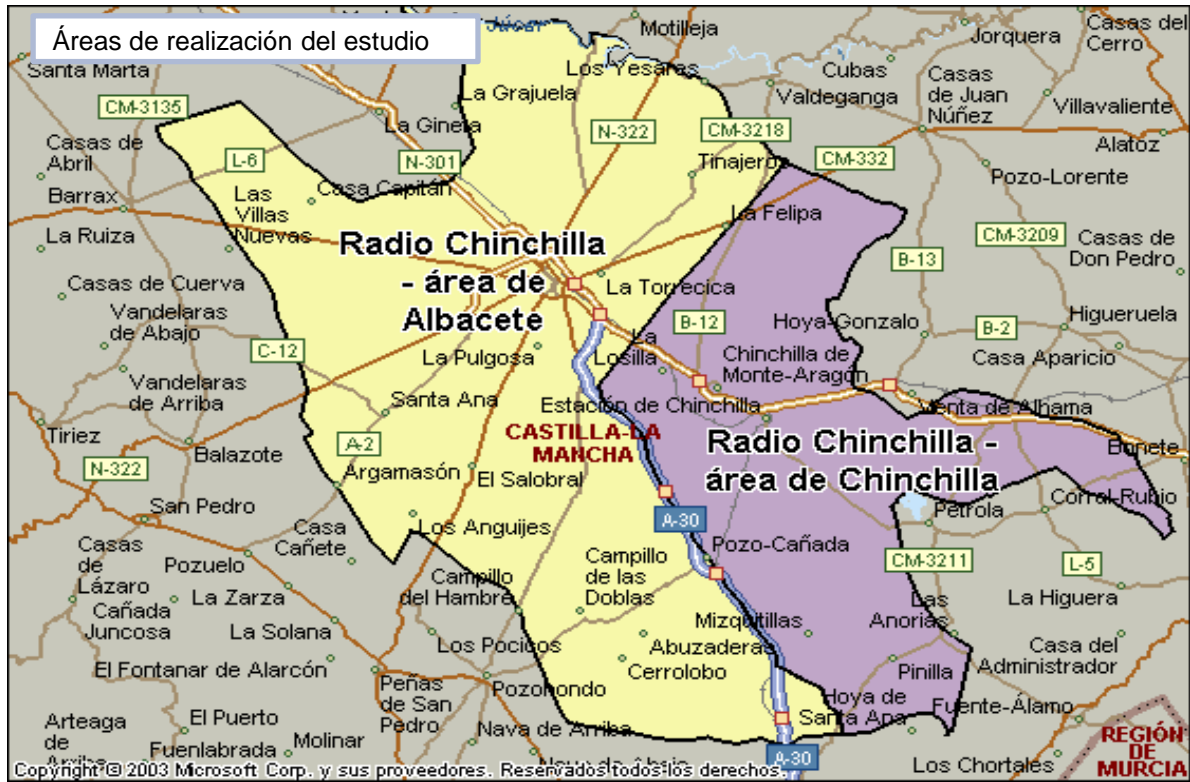 Áreas de realización del estudio
Júcar
Motilleja
Jorquera
Casas del
Cerro
Santa Marta
Los Yesares
Cubas
Casas
de Juan
Núñez
La Grajuela
Valdeganga
Villavaliente
CM-3135
La Gineta
N-322
CM-3218
Alatoz
Casas de
Abril
L-6
N-301
Tinajeros
CM-332
Pozo-Lorente
Barrax
Las
Villas
Nuevas
Casa Capitán
La Felipa
La Ruiza
CM-3209
Casas de
Don Pedro
Radio Chinchilla
- área de
Albacete
B-13
Casas de Cuerva
La Torrecica
Vandelaras
de Abajo
B-12
Hoya-Gonzalo
B-2
Higueruela
C-12
La Pulgosa
La
Losilla
Chinchilla de
Monte-Aragón
Casa Aparicio
Vandelaras
de Arriba
Santa Ana
Estación de Chinchilla
Venta de Alhama
Tiriez
A-2
CASTILLA-LA
MANCHA
Radio Chinchilla -
área de Chinchilla
Balazote
Bonete
N-322
Argamasón
El Salobral
San Pedro
Corral-Rubio
Casa
Cañete
Los Anguijes
A-30
Petrola
Casas
de
Lázaro
Pozuelo
Campillo
de las
Doblas
Pozo-Cañada
CM-3211
L-5
Campillo
del Hambre
Cañada
Juncosa
La Zarza
Las
Anorias
La Higuera
La Solana
Mizquitillas
Los Pocicos
Abuzaderas
Casa del
Administrador
El Fontanar de Alarcón
Cerrolobo
Pinilla
Peñas
de San
Pedro
Pozohondo
Hoya de
Santa Ana
Fuente-Álamo
Arteaga
de
Arriba
El Puerto
Nava de Arriba
REGIÓN
DE
MURCIA
Fuenlabrada
Molinar
Nava de Abajo
A-30
Los Chortales
Copyright © 2003 Microsoft Corp. y sus proveedores. Reservados todos los derechos.